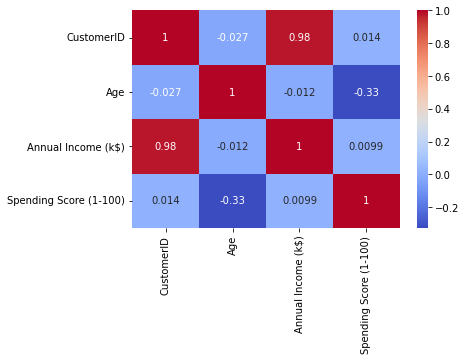 CustomerID 1 -0.027 0.98 0.014
Age -0.027 1 -0.012 -0.33
Annual Income (k$) 0.98 -0.012 1 0.0099
Spending Score (1-100) 0.014 -0.33 0.0099 1
CustomerID
Age
Annual Income (k$)
Spending Score (1-100)
1.0
0.8
0.6
0.4
0.2
0.0
−0.2